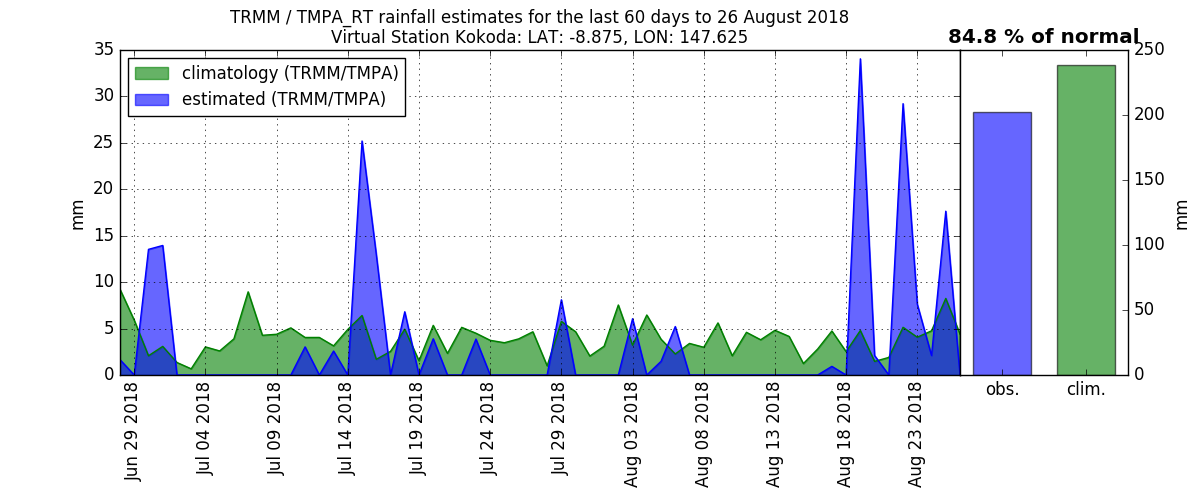 TRMM / TMPA_RT rainfall estimates for the last 60 days to 26 August 2018
Virtual Station Kokoda: LAT: -8.875, LON: 147.625
84.8 % of normal
climatology (TRMM/TMPA)
estimated (TRMM/TMPA)
35
30
25
20
15
10
5
0
mm
250
200
150
100
50
0
mm
Jun 29 2018
Jul 04 2018
Jul 09 2018
Jul 14 2018
Jul 19 2018
Jul 24 2018
Jul 29 2018
Aug 03 2018
Aug 08 2018
Aug 13 2018
Aug 18 2018
Aug 23 2018
obs.
clim.